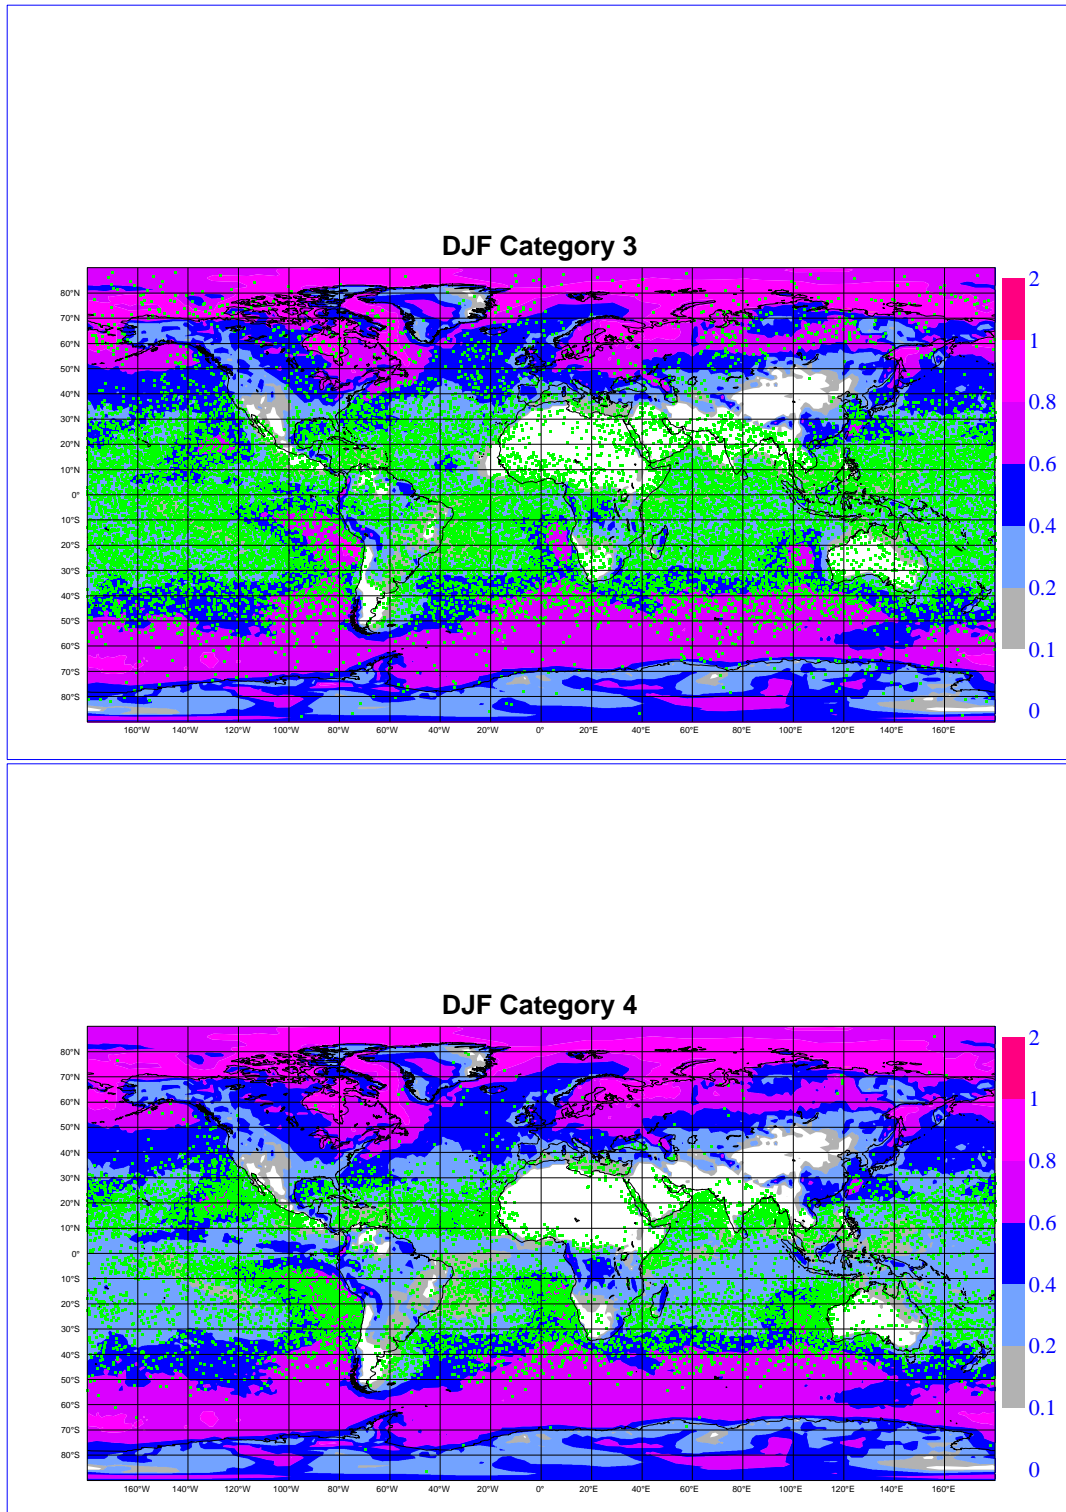 DJF Category 3
80°N
70°N
60°N
50°N
40°N
30°N
20°N
10°N
0°
10°S
20°S
30°S
40°S
50°S
60°S
70°S
80°S
160°W 140°W 120°W 100°W 80°W 60°W 40°W 20°W 0° 20°E 40°E 60°E 80°E 100°E 120°E 140°E 160°E
2
1
0.8
0.6
0.4
0.2
0.1
0
DJF Category 4
80°N
70°N
60°N
50°N
40°N
30°N
20°N
10°N
0°
10°S
20°S
30°S
40°S
50°S
60°S
70°S
80°S
160°W 140°W 120°W 100°W 80°W 60°W 40°W 20°W 0° 20°E 40°E 60°E 80°E 100°E 120°E 140°E 160°E
2
1
0.8
0.6
0.4
0.2
0.1
0